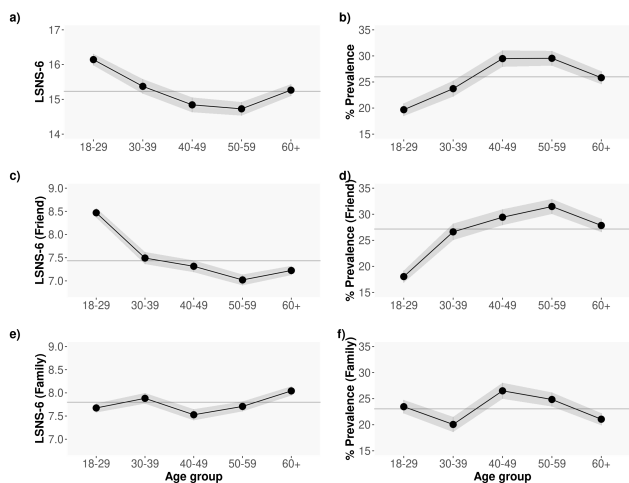 a)
LSNS-6
17
16
15
14
18-29 30-39 40-49 50-59 60+
b)
% Prevalence
35
30
25
20
15
18-29 30-39 40-49 50-59 60+
c)
LSNS-6 (Friend)
9.0
8.5
8.0
7.5
7.0
18-29 30-39 40-49 50-59 60+
d)
% Prevalence (Friend)
35
30
25
20
15
18-29 30-39 40-49 50-59 60+
e)
LSNS-6 (Family)
9.0
8.5
8.0
7.5
7.0
18-29 30-39 40-49 50-59 60+
Age group
f)
% Prevalence (Family)
35
30
25
20
15
18-29 30-39 40-49 50-59 60+
Age group